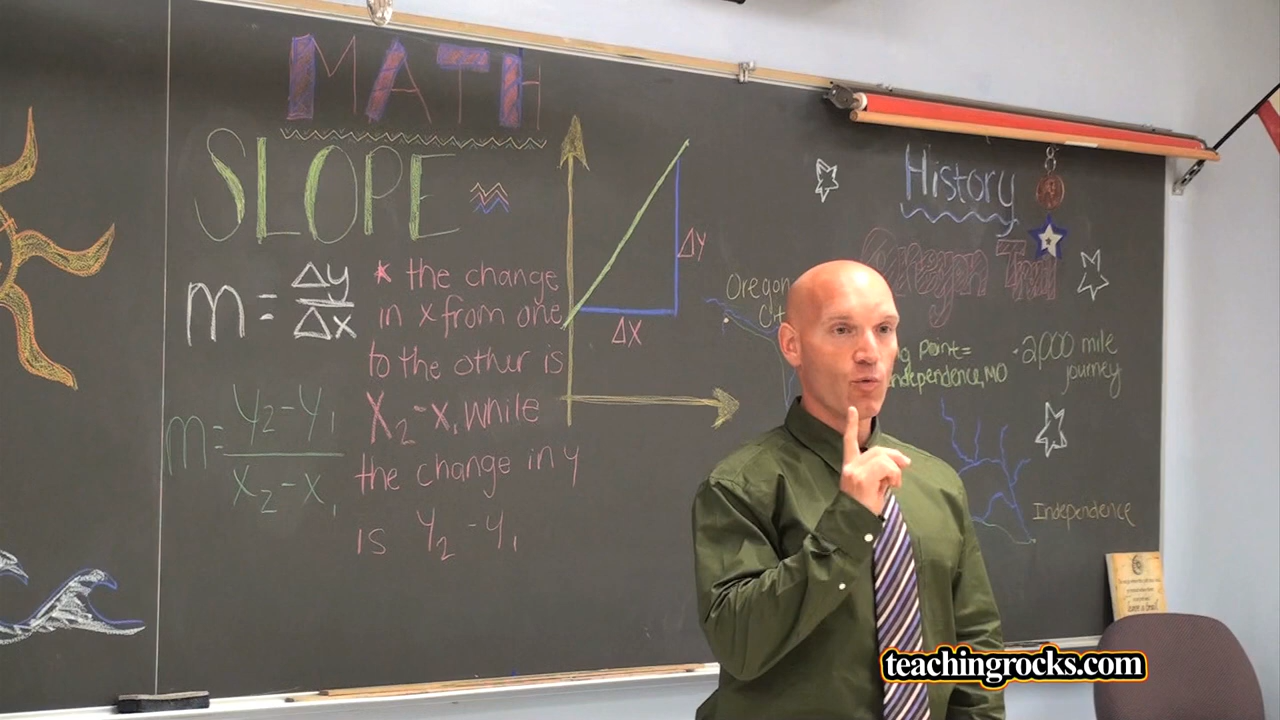 MATH
SLOPE
m = Δy
Δx
* the change
in x from one
to the other is
X₂-x, while
the change in y
is y₂-y₁
m = y₂-y₁
x₂-x₁
Δy
Δx
History
Oregon Trail
Oregon
Point =
Independence, MO
·2,000 mile
journey
Independence
teachingrocks.com